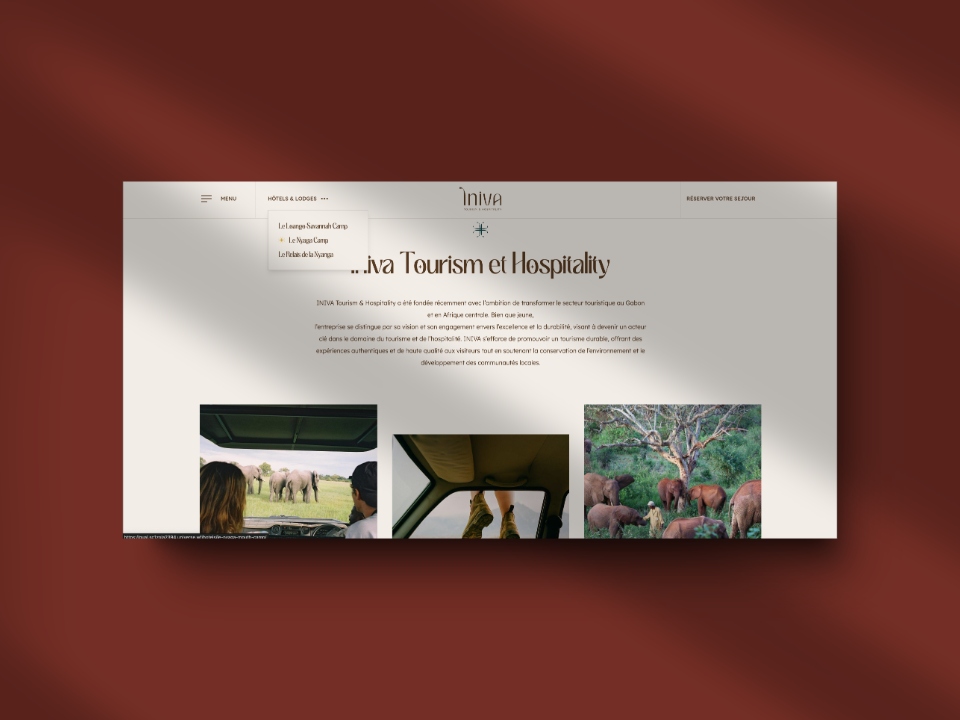 MENU
HÔTELS & LODGES
INIVA
RÉSERVER VOTRE SEJOUR
Le Loango-Savannah Camp
Le Nyaga Camp
Le Relais de la Nyanga
Iniva Tourism et Hospitality
INIVA Tourism & Hospitality a été fondée récemment avec l'ambition de transformer le secteur touristique au Gabon
et en Afrique centrale. Bien que jeune,
l'entreprise se distingue par sa vision et son engagement envers l'excellence et la durabilité, visant à devenir un acteur
clé dans le domaine du tourisme et de l'hospitalité. INIVA s'efforce de promouvoir un tourisme durable, offrant des
expériences authentiques et de haute qualité aux visiteurs tout en soutenant la conservation de l'environnement et le
développement des communautés locales.